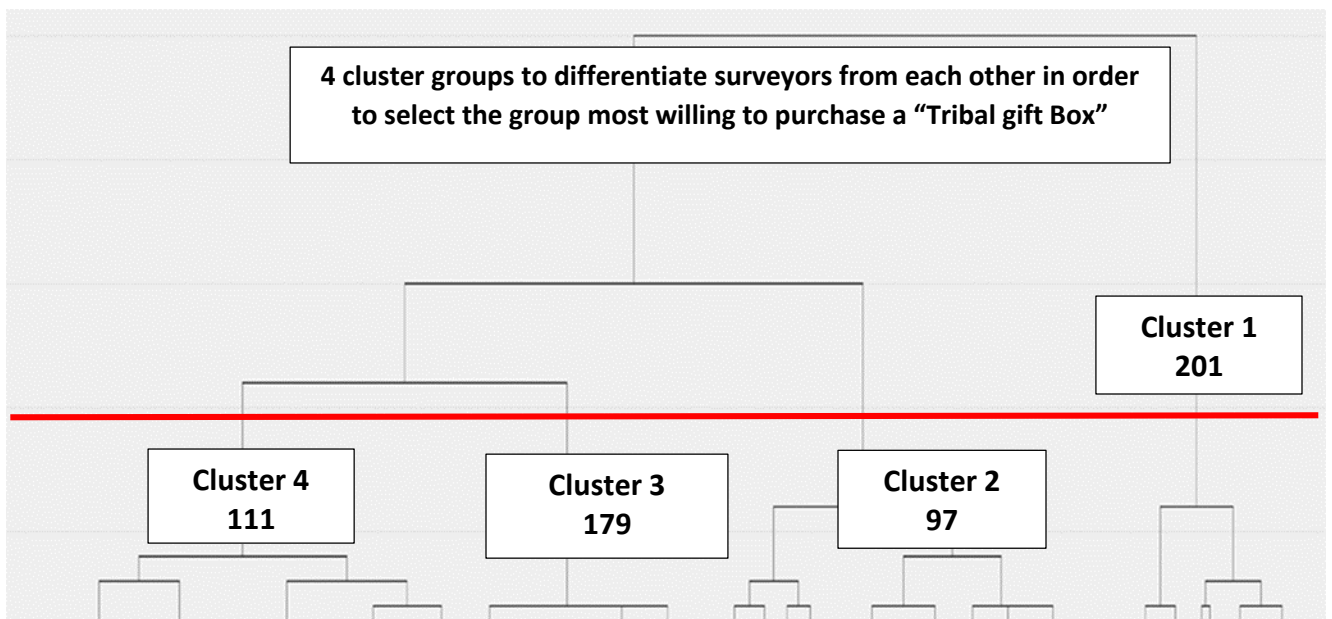 4 cluster groups to differentiate surveyors from each other in order
to select the group most willing to purchase a “Tribal gift Box”
Cluster 1
201
Cluster 4
111
Cluster 3
179
Cluster 2
97